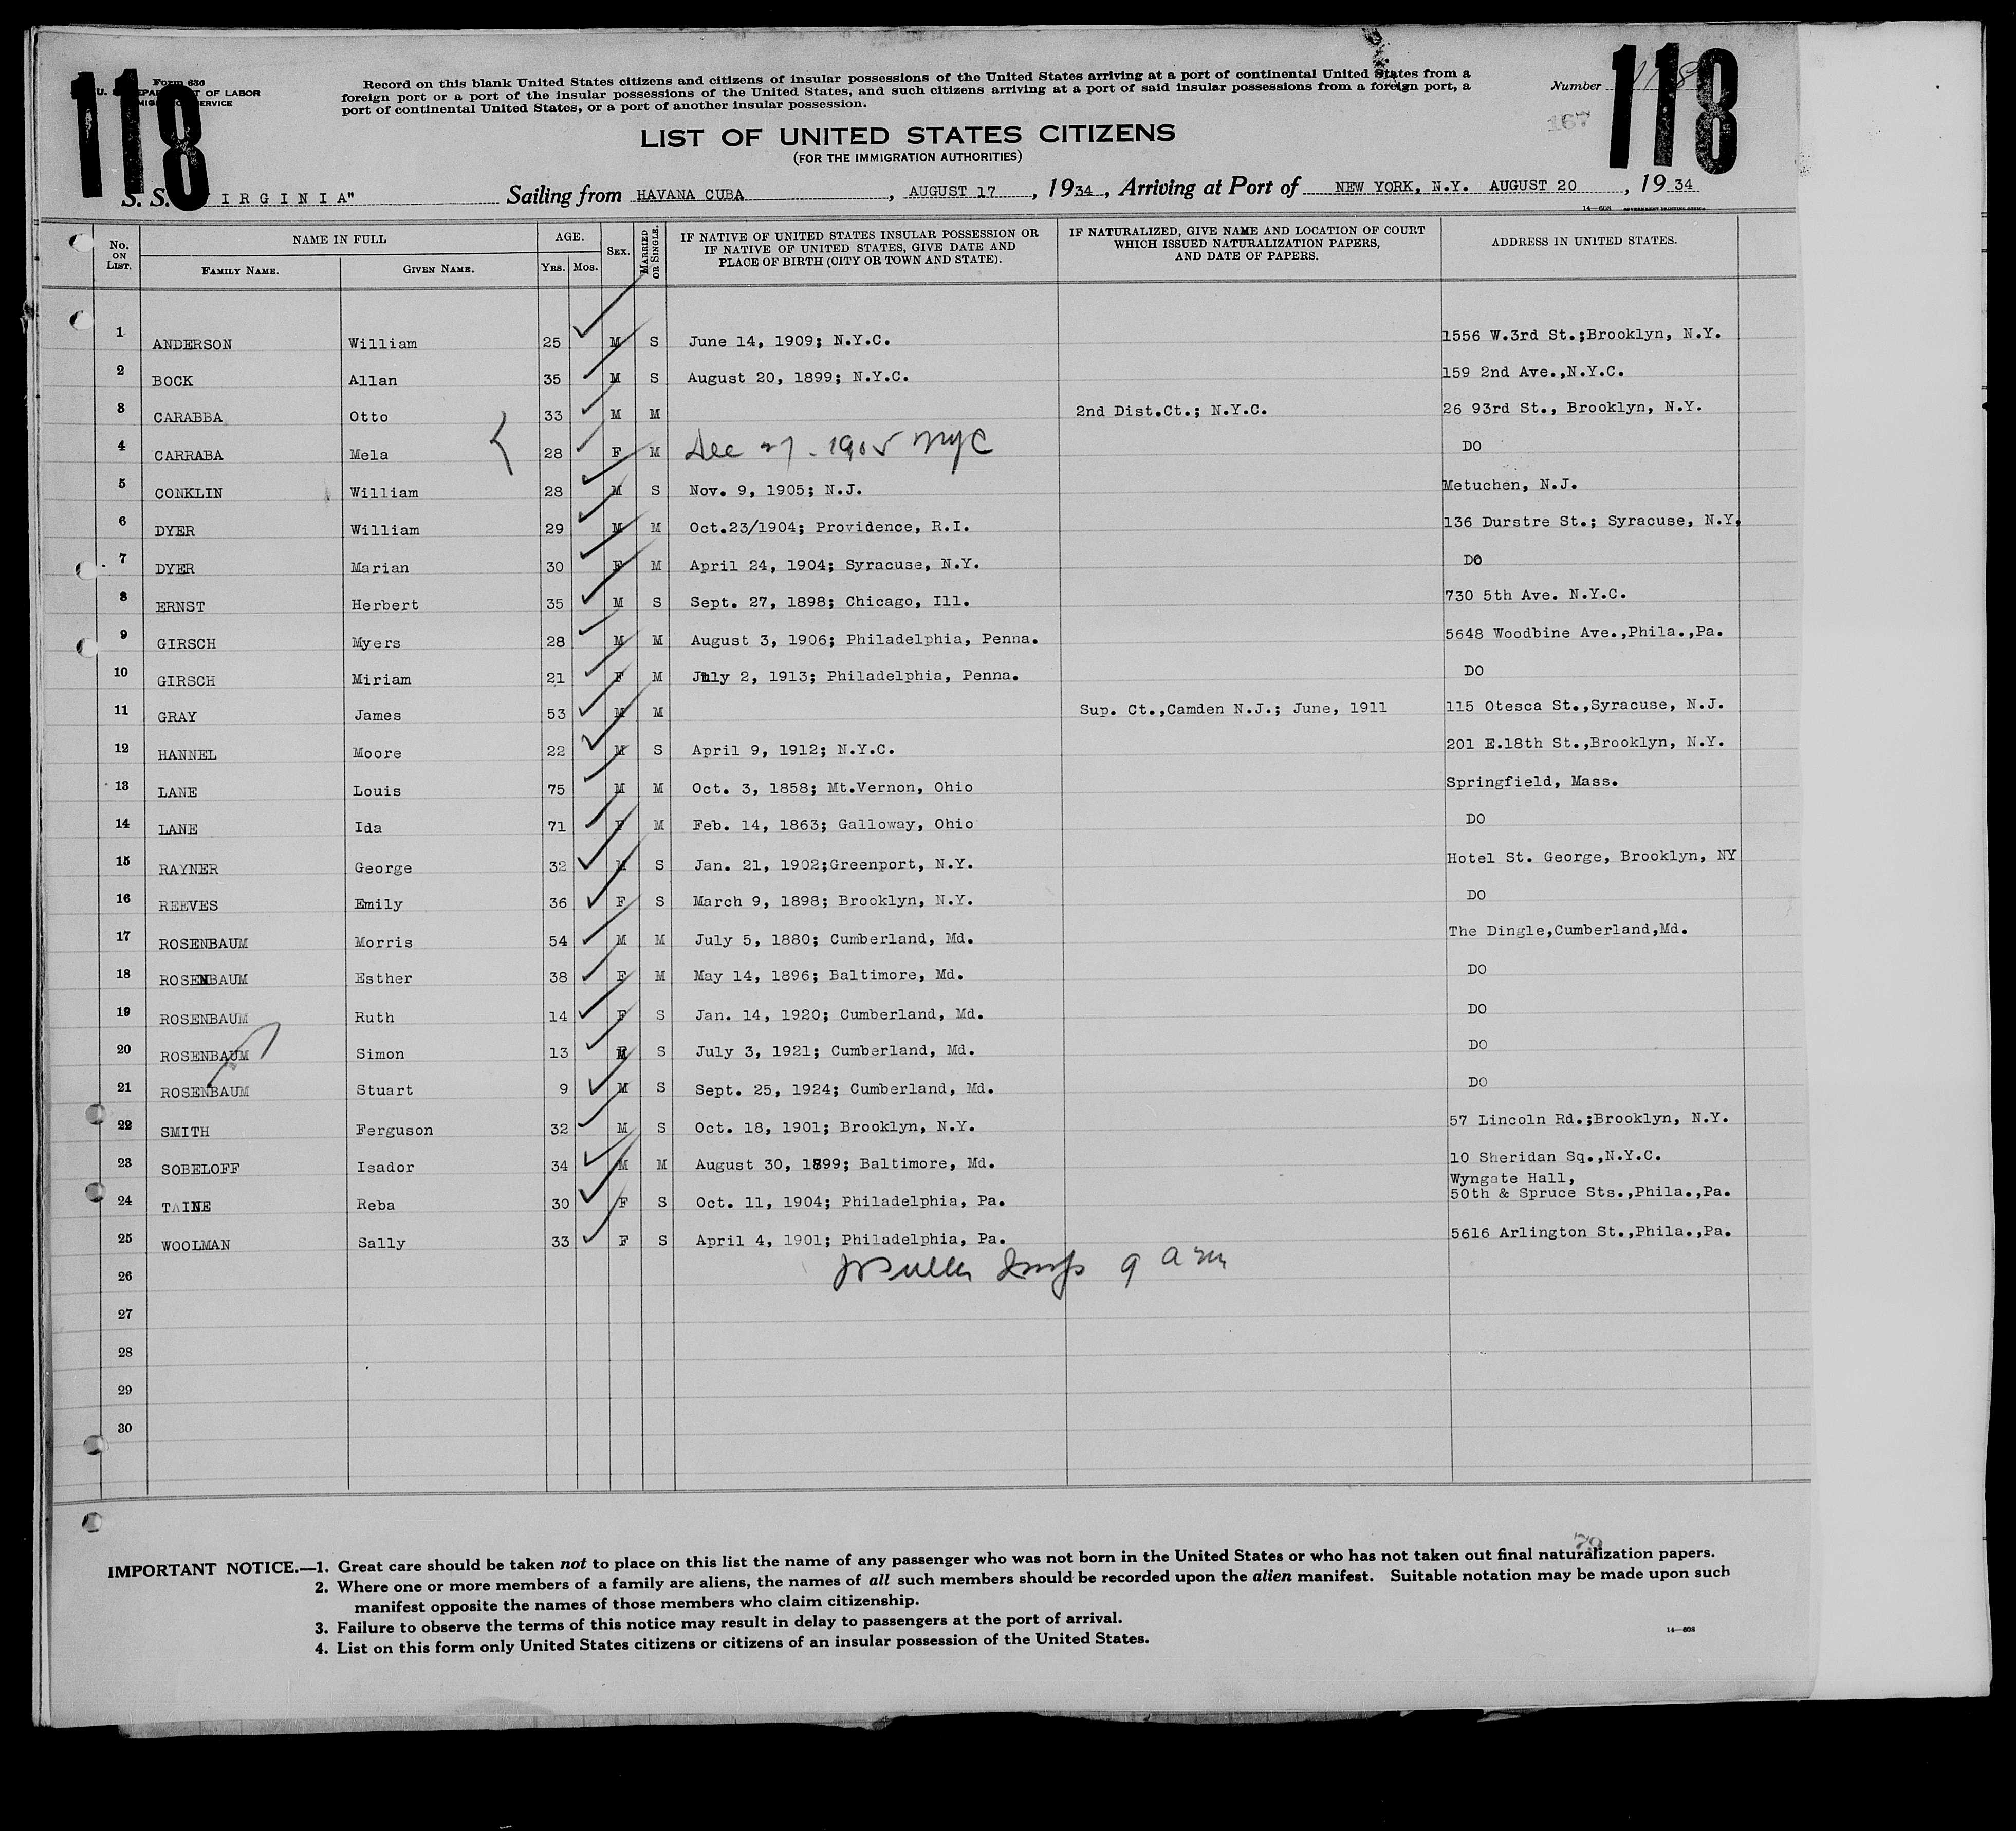 118
118
Form 630
U. S. DEPARTMENT OF LABOR
IMMIGRATION SERVICE
Record on this blank United States citizens and citizens of insular possessions of the United States arriving at a port of continental United States from a
foreign port or a port of the insular possessions of the United States, and such citizens arriving at a port of said insular possessions from a foreign port, a
port of continental United States, or a port of another insular possession.
Number 118
167
LIST OF UNITED STATES CITIZENS
(FOR THE IMMIGRATION AUTHORITIES)
S. S. IRGINIA" Sailing from HAVANA CUBA, AUGUST 17, 1934, Arriving at Port of NEW YORK, N.Y. AUGUST 20, 1934
14—608 GOVERNMENT PRINTING OFFICE
No. ON LIST. NAME IN FULL FAMILY NAME. GIVEN NAME. AGE. YRS. MOS. SEX. MARRIED OR SINGLE. IF NATIVE OF UNITED STATES INSULAR POSSESSION OR IF NATIVE OF UNITED STATES, GIVE DATE AND PLACE OF BIRTH (CITY OR TOWN AND STATE). IF NATURALIZED, GIVE NAME AND LOCATION OF COURT WHICH ISSUED NATURALIZATION PAPERS, AND DATE OF PAPERS. ADDRESS IN UNITED STATES.
1 ANDERSON William 25 M S June 14, 1909; N.Y.C. 1556 W.3rd St.;Brooklyn, N.Y.
2 BOCK Allan 35 M S August 20, 1899; N.Y.C. 159 2nd Ave.,N.Y.C.
3 CARABBA Otto 33 M M 2nd Dist.Ct.; N.Y.C. 26 93rd St., Brooklyn, N.Y.
4 CARRABA Mela 28 F M Dec 27 - 1905 NYC DO
5 CONKLIN William 28 M S Nov. 9, 1905; N.J. Metuchen, N.J.
6 DYER William 29 M M Oct.23/1904; Providence, R.I. 136 Durstre St.; Syracuse, N.Y.
7 DYER Marian 30 F M April 24, 1904; Syracuse, N.Y. DO
8 ERNST Herbert 35 M S Sept. 27, 1898; Chicago, Ill. 730 5th Ave. N.Y.C.
9 GIRSCH Myers 28 M M August 3, 1906; Philadelphia, Penna. 5648 Woodbine Ave.,Phila.,Pa.
10 GIRSCH Miriam 21 F M July 2, 1913; Philadelphia, Penna. DO
11 GRAY James 53 M M Sup. Ct.,Camden N.J.; June, 1911 115 Otesca St.,Syracuse, N.J.
12 HANNEL Moore 22 M S April 9, 1912; N.Y.C. 201 E.18th St.,Brooklyn, N.Y.
13 LANE Louis 75 M M Oct. 3, 1858; Mt.Vernon, Ohio Springfield, Mass.
14 LANE Ida 71 F M Feb. 14, 1863; Galloway, Ohio DO
15 RAYNER George 32 M S Jan. 21, 1902;Greenport, N.Y. Hotel St. George, Brooklyn, NY
16 REEVES Emily 36 F S March 9, 1898; Brooklyn, N.Y. DO
17 ROSENBAUM Morris 54 M M July 5, 1880; Cumberland, Md. The Dingle,Cumberland,Md.
18 ROSENBAUM Esther 38 F M May 14, 1896; Baltimore, Md. DO
19 ROSENBAUM Ruth 14 F S Jan. 14, 1920; Cumberland, Md. DO
20 ROSENBAUM Simon 13 M S July 3, 1921; Cumberland, Md. DO
21 ROSENBAUM Stuart 9 M S Sept. 25, 1924; Cumberland, Md. DO
22 SMITH Ferguson 32 M S Oct. 18, 1901; Brooklyn, N.Y. 57 Lincoln Rd.;Brooklyn, N.Y.
23 SOBELOFF Isador 34 M M August 30, 1899; Baltimore, Md. 10 Sheridan Sq.,N.Y.C.
Wyngate Hall,
24 TAINE Reba 30 F S Oct. 11, 1904; Philadelphia, Pa. 50th & Spruce Sts.,Phila.,Pa.
25 WOOLMAN Sally 33 F S April 4, 1901; Philadelphia, Pa. 5616 Arlington St.,Phila.,Pa.
26 Insp 9 am
27
28
29
30
79
IMPORTANT NOTICE.—1. Great care should be taken not to place on this list the name of any passenger who was not born in the United States or who has not taken out final naturalization papers.
2. Where one or more members of a family are aliens, the names of all such members should be recorded upon the alien manifest. Suitable notation may be made upon such
manifest opposite the names of those members who claim citizenship.
3. Failure to observe the terms of this notice may result in delay to passengers at the port of arrival.
4. List on this form only United States citizens or citizens of an insular possession of the United States.
14—608